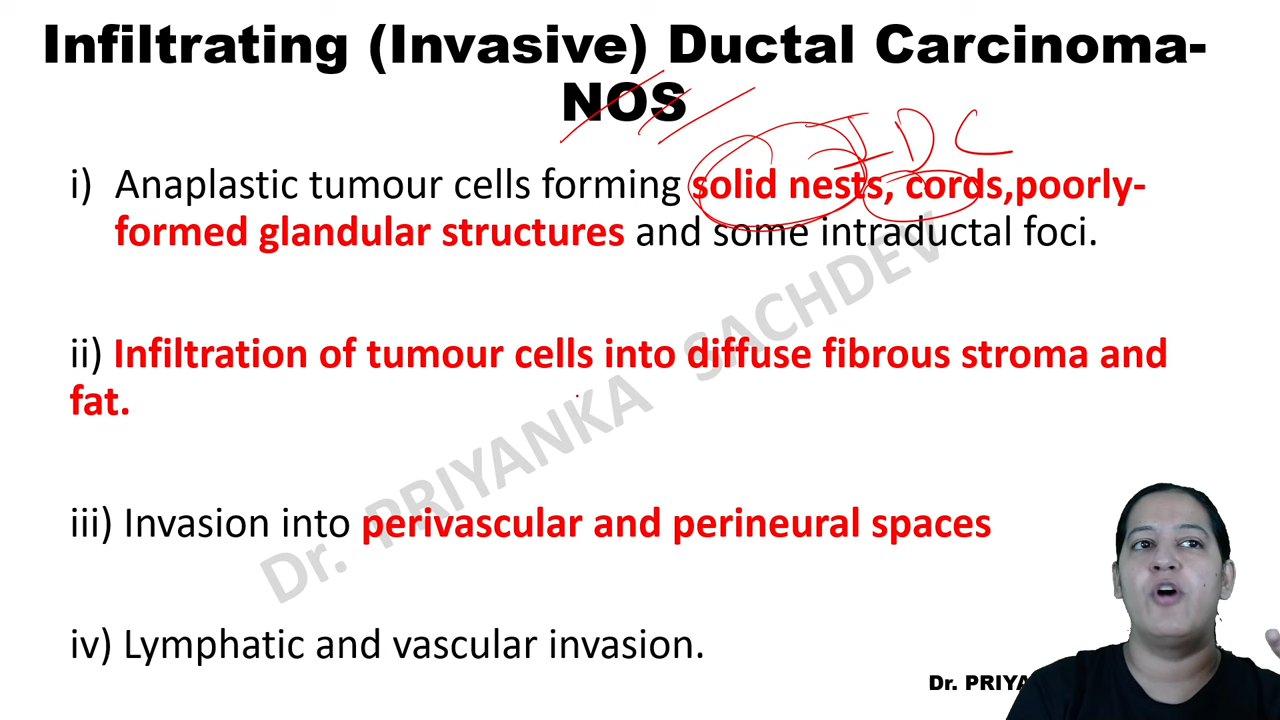 Infiltrating (Invasive) Ductal Carcinoma-
NOS
IDC
i) Anaplastic tumour cells forming solid nests, cords,poorly-
formed glandular structures and some intraductal foci.
ii) Infiltration of tumour cells into diffuse fibrous stroma and
fat.
iii) Invasion into perivascular and perineural spaces
iv) Lymphatic and vascular invasion.
Dr. PRIYANKA SACHDEV
Dr. PRIYA